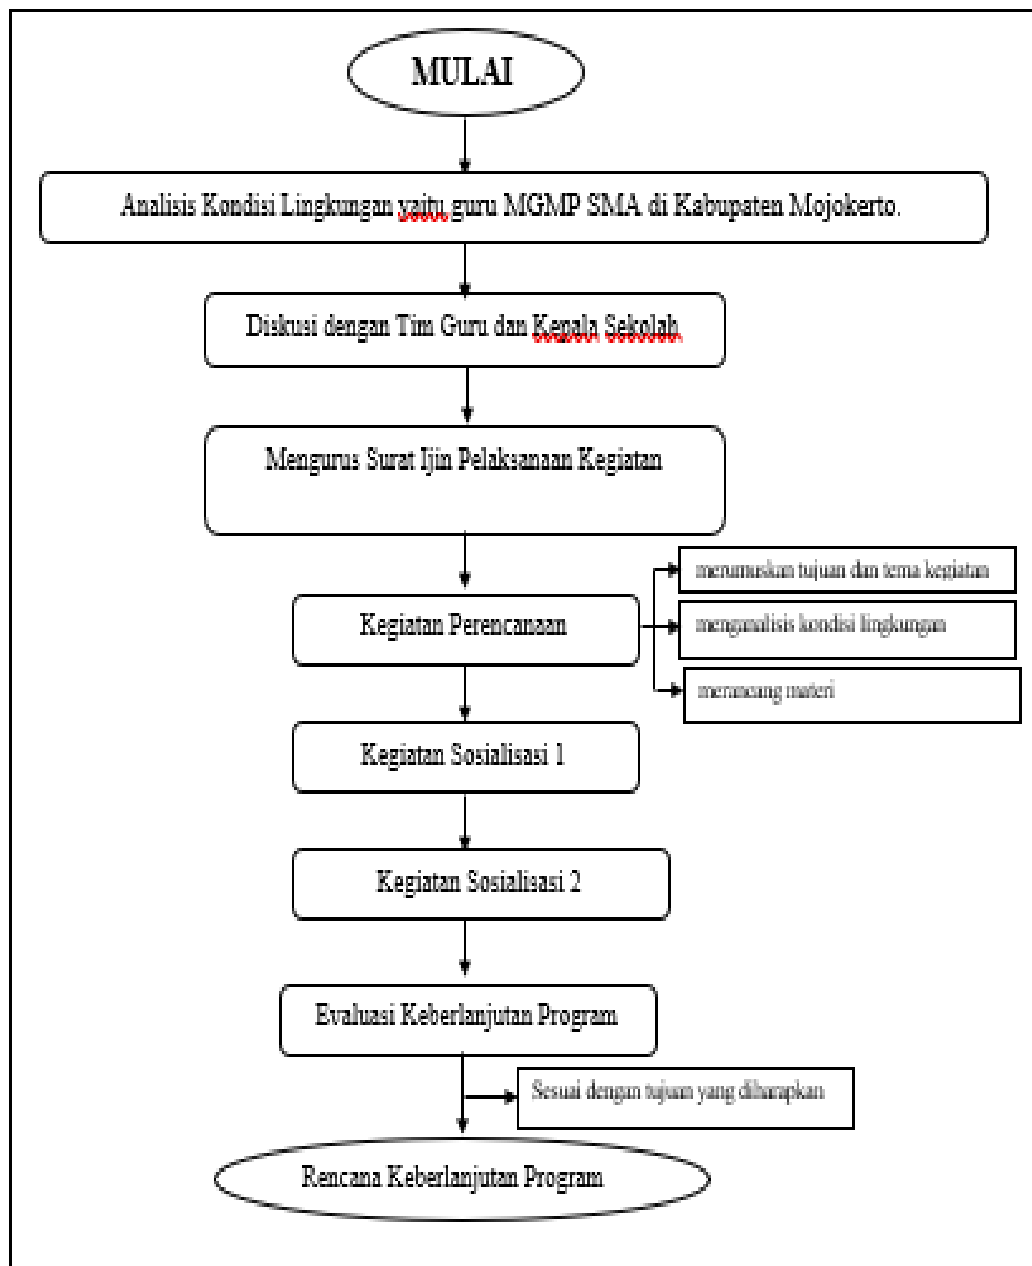 MULAI
Analisis Kondisi Lingkungan yaitu guru MGMP SMA di Kabupaten Mojokerto.
Diskusi dengan Tim Guru dan Kepala Sekolah
Mengurus Surat Ijin Pelaksanaan Kegiatan
Kegiatan Perencanaan
merumuskan tujuan dan tema kegiatan
menganalisis kondisi lingkungan
merancang materi
Kegiatan Sosialisasi 1
Kegiatan Sosialisasi 2
Evaluasi Keberlanjutan Program
Sesuai dengan tujuan yang diharapkan
Rencana Keberlanjutan Program